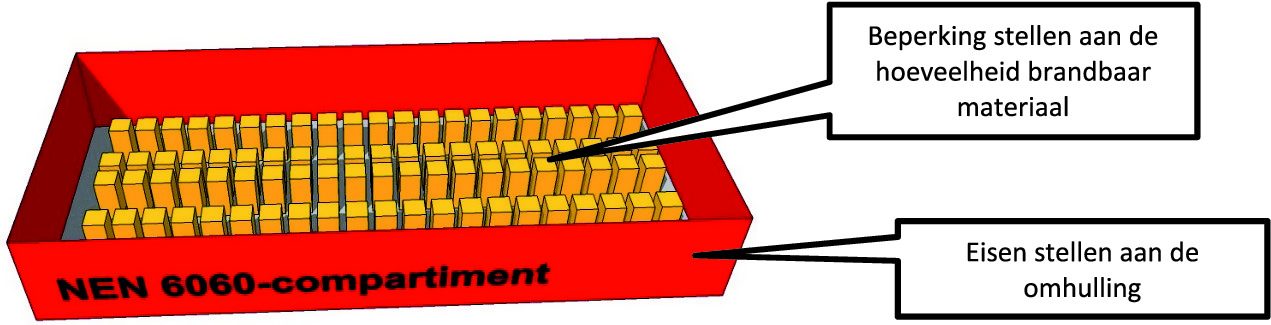 Beperking stellen aan de
hoeveelheid brandbaar
materiaal
Eisen stellen aan de
omhulling
NEN 6060-compartiment